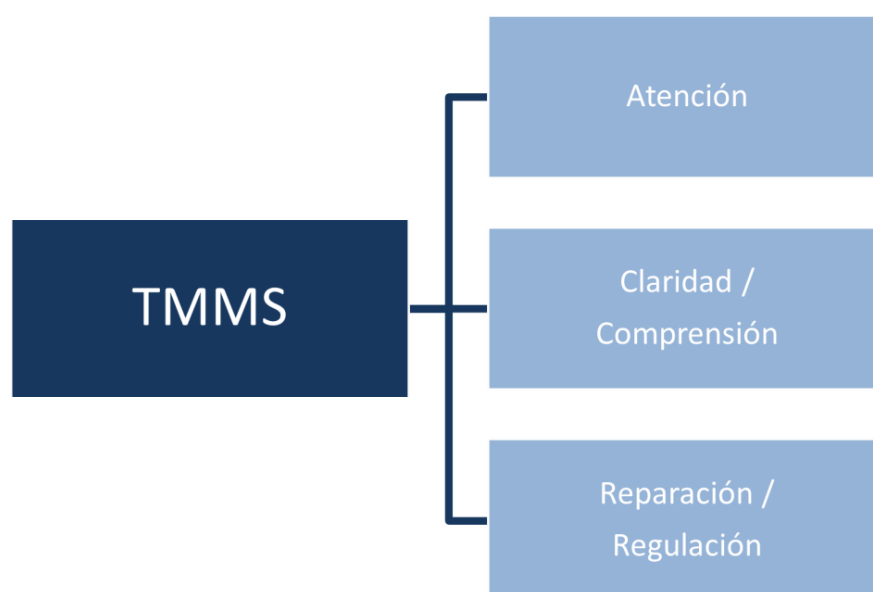 TMMS
Atención
Claridad /
Comprensión
Reparación /
Regulación